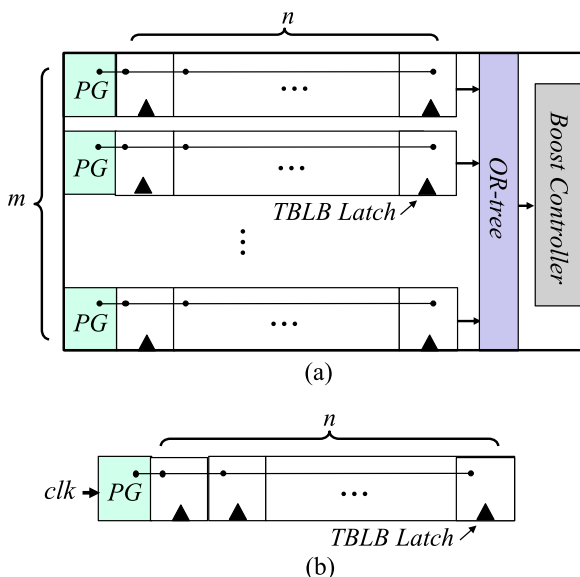 n
PG
...
PG
...
TBLB Latch
m
OR-tree
Boost Controller
PG
...
(a)
n
clk
PG
...
TBLB Latch
(b)